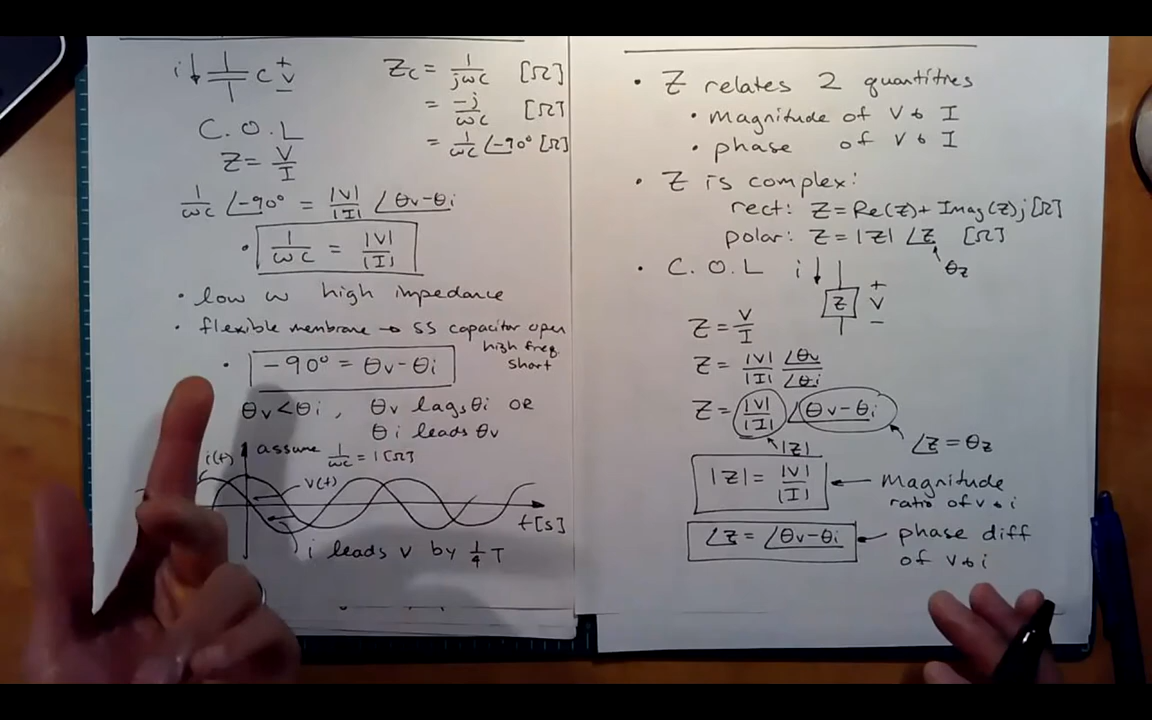 i ↓ C + V −
Z_C = 1/jωC [Ω]
= −j/ωC [Ω]
= 1/ωC ∠−90° [Ω]
C.O.L
Z = V/I
1/ωC ∠−90° = |V|/|I| ∠θv−θi
• 1/ωC = |V|/|I|
• low ω high impedance
• flexible membrane → SS capacitor open
high freq.
short
• −90° = θv−θi
θv<θi, θv lags θi OR
θi leads θv
assume 1/ωC = 1[Ω]
i(t)
v(t)
t[s]
i leads v by 1/4 T
• Z relates 2 quantities
• magnitude of V & I
• phase of V & I
• Z is complex:
rect: Z=Re(Z)+Imag(Z)j[Ω]
polar: Z=|Z| ∠Z [Ω]
θz
• C.O.L i ↓ Z + V −
Z = V/I
Z = |V|/|I| ∠θv/∠θi
Z = |V|/|I| ∠θv−θi
|Z|
∠Z = θz
|Z| = |V|/|I| ← Magnitude
ratio of v & i
∠Z = ∠θv−θi ← phase diff
of V & i